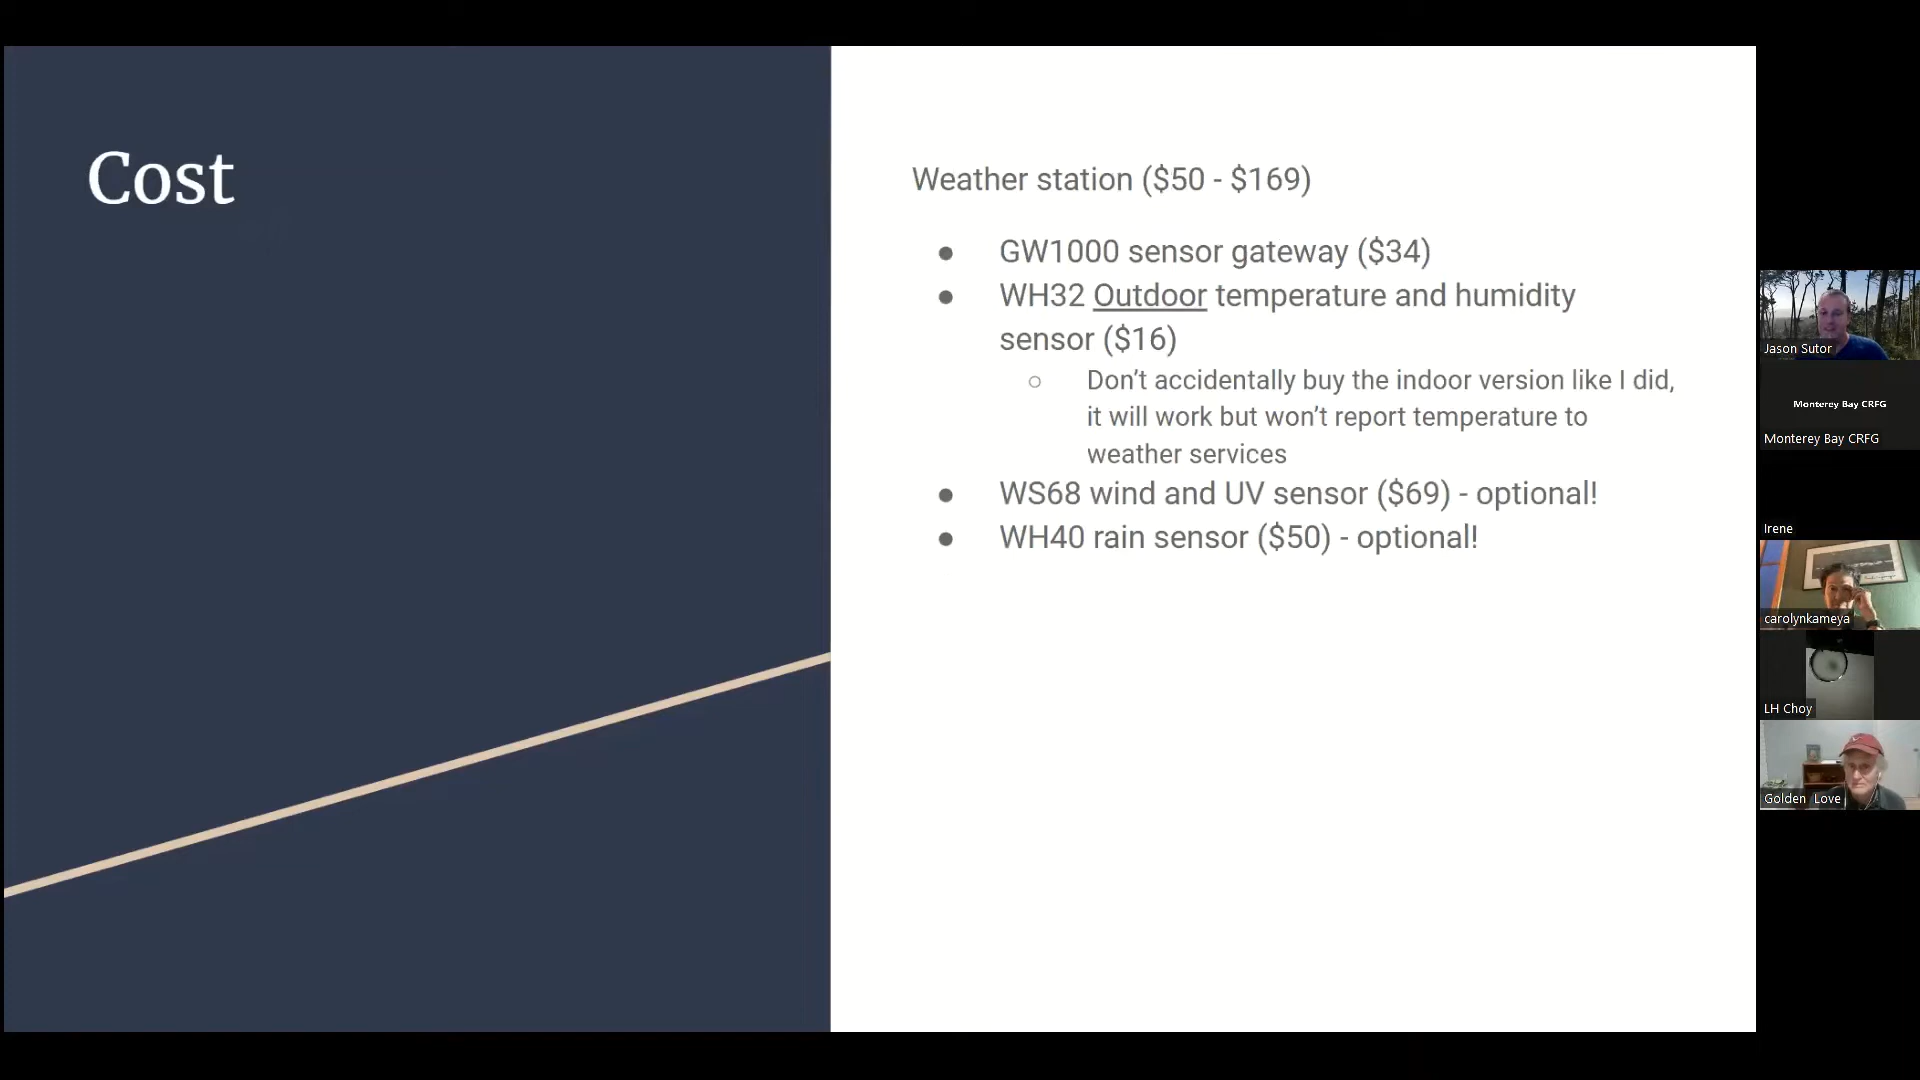 Cost
Weather station ($50 - $169)
● GW1000 sensor gateway ($34)
● WH32 Outdoor temperature and humidity
sensor ($16)
○ Don’t accidentally buy the indoor version like I did,
it will work but won’t report temperature to
weather services
● WS68 wind and UV sensor ($69) - optional!
● WH40 rain sensor ($50) - optional!
Jason Sutor
Monterey Bay CRFG
Monterey Bay CRFG
Irene
carolynkameya
LH Choy
Golden Love